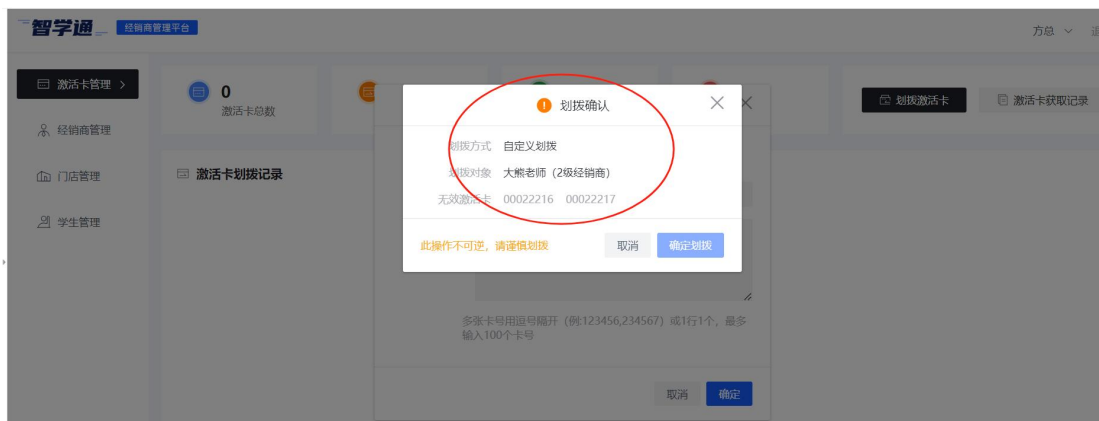 智学通 经销商管理平台 方总
激活卡管理
经销商管理
门店管理
学生管理
0
激活卡总数
划拨激活卡 激活卡获取记录
激活卡划拨记录
划拨确认
划拨方式 自定义划拨
划拨对象 大熊老师（2级经销商）
无效激活卡 00022216 00022217
此操作不可逆，请谨慎划拨 取消 确定划拨
多张卡号用逗号隔开（例:123456,234567）或1行1个，最多
输入100个卡号
取消 确定